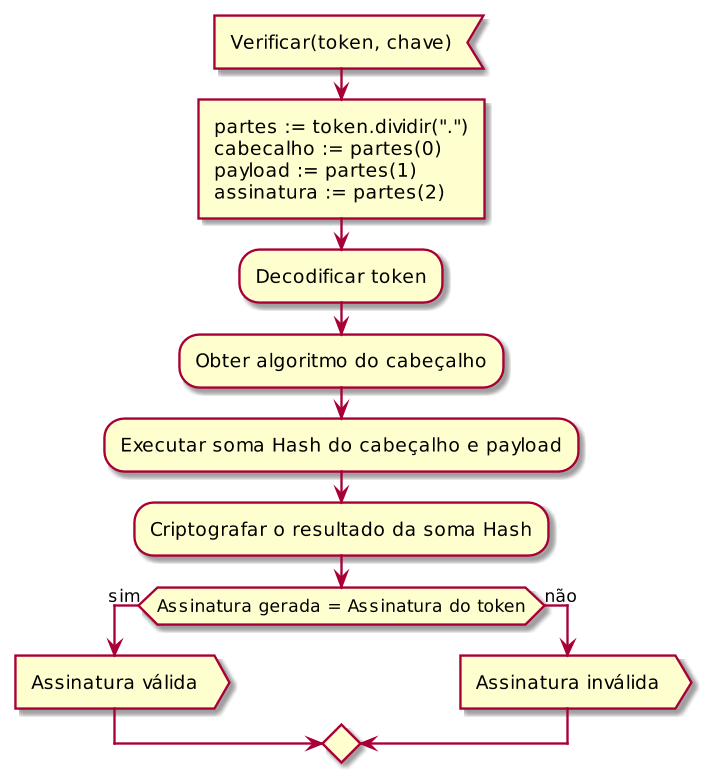 Verificar(token, chave)
partes := token.dividir(".")
cabecalho := partes(0)
payload := partes(1)
assinatura := partes(2)
Decodificar token
Obter algoritmo do cabeçalho
Executar soma Hash do cabeçalho e payload
Criptografar o resultado da soma Hash
sim
Assinatura gerada = Assinatura do token
não
Assinatura válida
Assinatura inválida